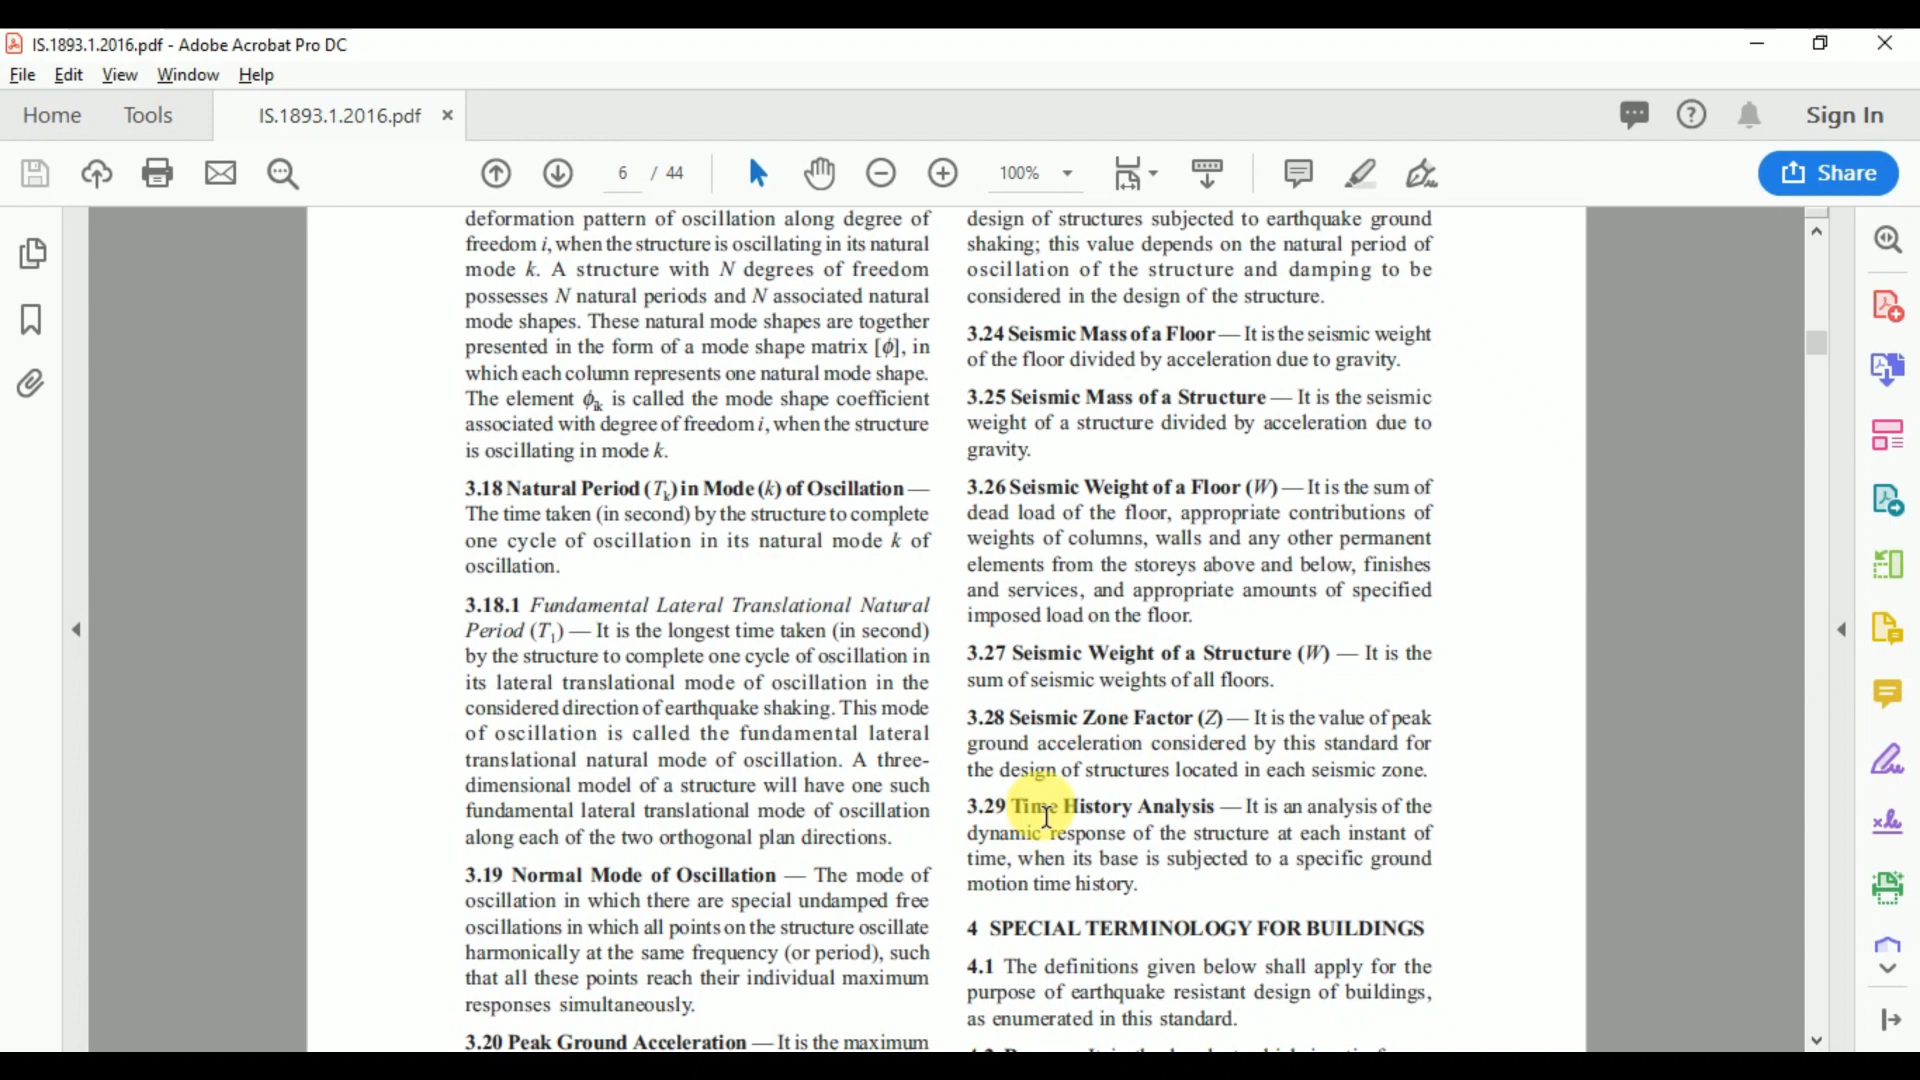 IS.1893.1.2016.pdf - Adobe Acrobat Pro DC
File Edit View Window Help
Home Tools IS.1893.1.2016.pdf × Sign In
6 / 44 100% Share
deformation pattern of oscillation along degree of
freedom i, when the structure is oscillating in its natural
mode k. A structure with N degrees of freedom
possesses N natural periods and N associated natural
mode shapes. These natural mode shapes are together
presented in the form of a mode shape matrix [ϕ], in
which each column represents one natural mode shape.
The element ϕik is called the mode shape coefficient
associated with degree of freedom i, when the structure
is oscillating in mode k.
3.18 Natural Period (Tk) in Mode (k) of Oscillation —
The time taken (in second) by the structure to complete
one cycle of oscillation in its natural mode k of
oscillation.
3.18.1 Fundamental Lateral Translational Natural
Period (T1) — It is the longest time taken (in second)
by the structure to complete one cycle of oscillation in
its lateral translational mode of oscillation in the
considered direction of earthquake shaking. This mode
of oscillation is called the fundamental lateral
translational natural mode of oscillation. A three-
dimensional model of a structure will have one such
fundamental lateral translational mode of oscillation
along each of the two orthogonal plan directions.
3.19 Normal Mode of Oscillation — The mode of
oscillation in which there are special undamped free
oscillations in which all points on the structure oscillate
harmonically at the same frequency (or period), such
that all these points reach their individual maximum
responses simultaneously.
3.20 Peak Ground Acceleration — It is the maximum
design of structures subjected to earthquake ground
shaking; this value depends on the natural period of
oscillation of the structure and damping to be
considered in the design of the structure.
3.24 Seismic Mass of a Floor — It is the seismic weight
of the floor divided by acceleration due to gravity.
3.25 Seismic Mass of a Structure — It is the seismic
weight of a structure divided by acceleration due to
gravity.
3.26 Seismic Weight of a Floor (W) — It is the sum of
dead load of the floor, appropriate contributions of
weights of columns, walls and any other permanent
elements from the storeys above and below, finishes
and services, and appropriate amounts of specified
imposed load on the floor.
3.27 Seismic Weight of a Structure (W) — It is the
sum of seismic weights of all floors.
3.28 Seismic Zone Factor (Z) — It is the value of peak
ground acceleration considered by this standard for
the design of structures located in each seismic zone.
3.29 Time History Analysis — It is an analysis of the
dynamic response of the structure at each instant of
time, when its base is subjected to a specific ground
motion time history.
4 SPECIAL TERMINOLOGY FOR BUILDINGS
4.1 The definitions given below shall apply for the
purpose of earthquake resistant design of buildings,
as enumerated in this standard.